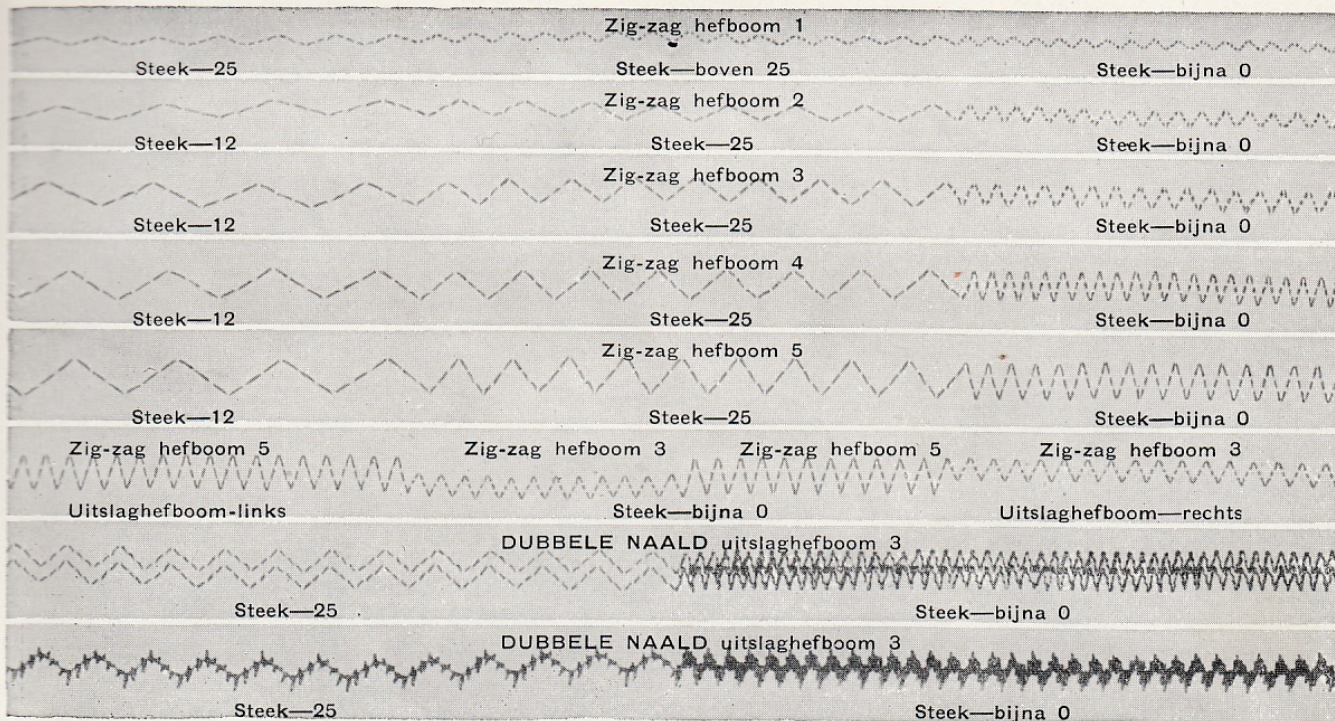 Zig-zag hefboom 1
Steek—25 Steek—boven 25 Steek—bijna 0
Zig-zag hefboom 2
Steek—12 Steek—25 Steek—bijna 0
Zig-zag hefboom 3
Steek—12 Steek—25 Steek—bijna 0
Zig-zag hefboom 4
Steek—12 Steek—25 Steek—bijna 0
Zig-zag hefboom 5
Steek—12 Steek—25 Steek—bijna 0
Zig-zag hefboom 5 Zig-zag hefboom 3 Zig-zag hefboom 5 Zig-zag hefboom 3
Uitslaghefboom-links Steek—bijna 0 Uitslaghefboom—rechts
DUBBELE NAALD uitslaghefboom 3
Steek—25 Steek—bijna 0
DUBBELE NAALD uitslaghefboom 3
Steek—25 Steek—bijna 0